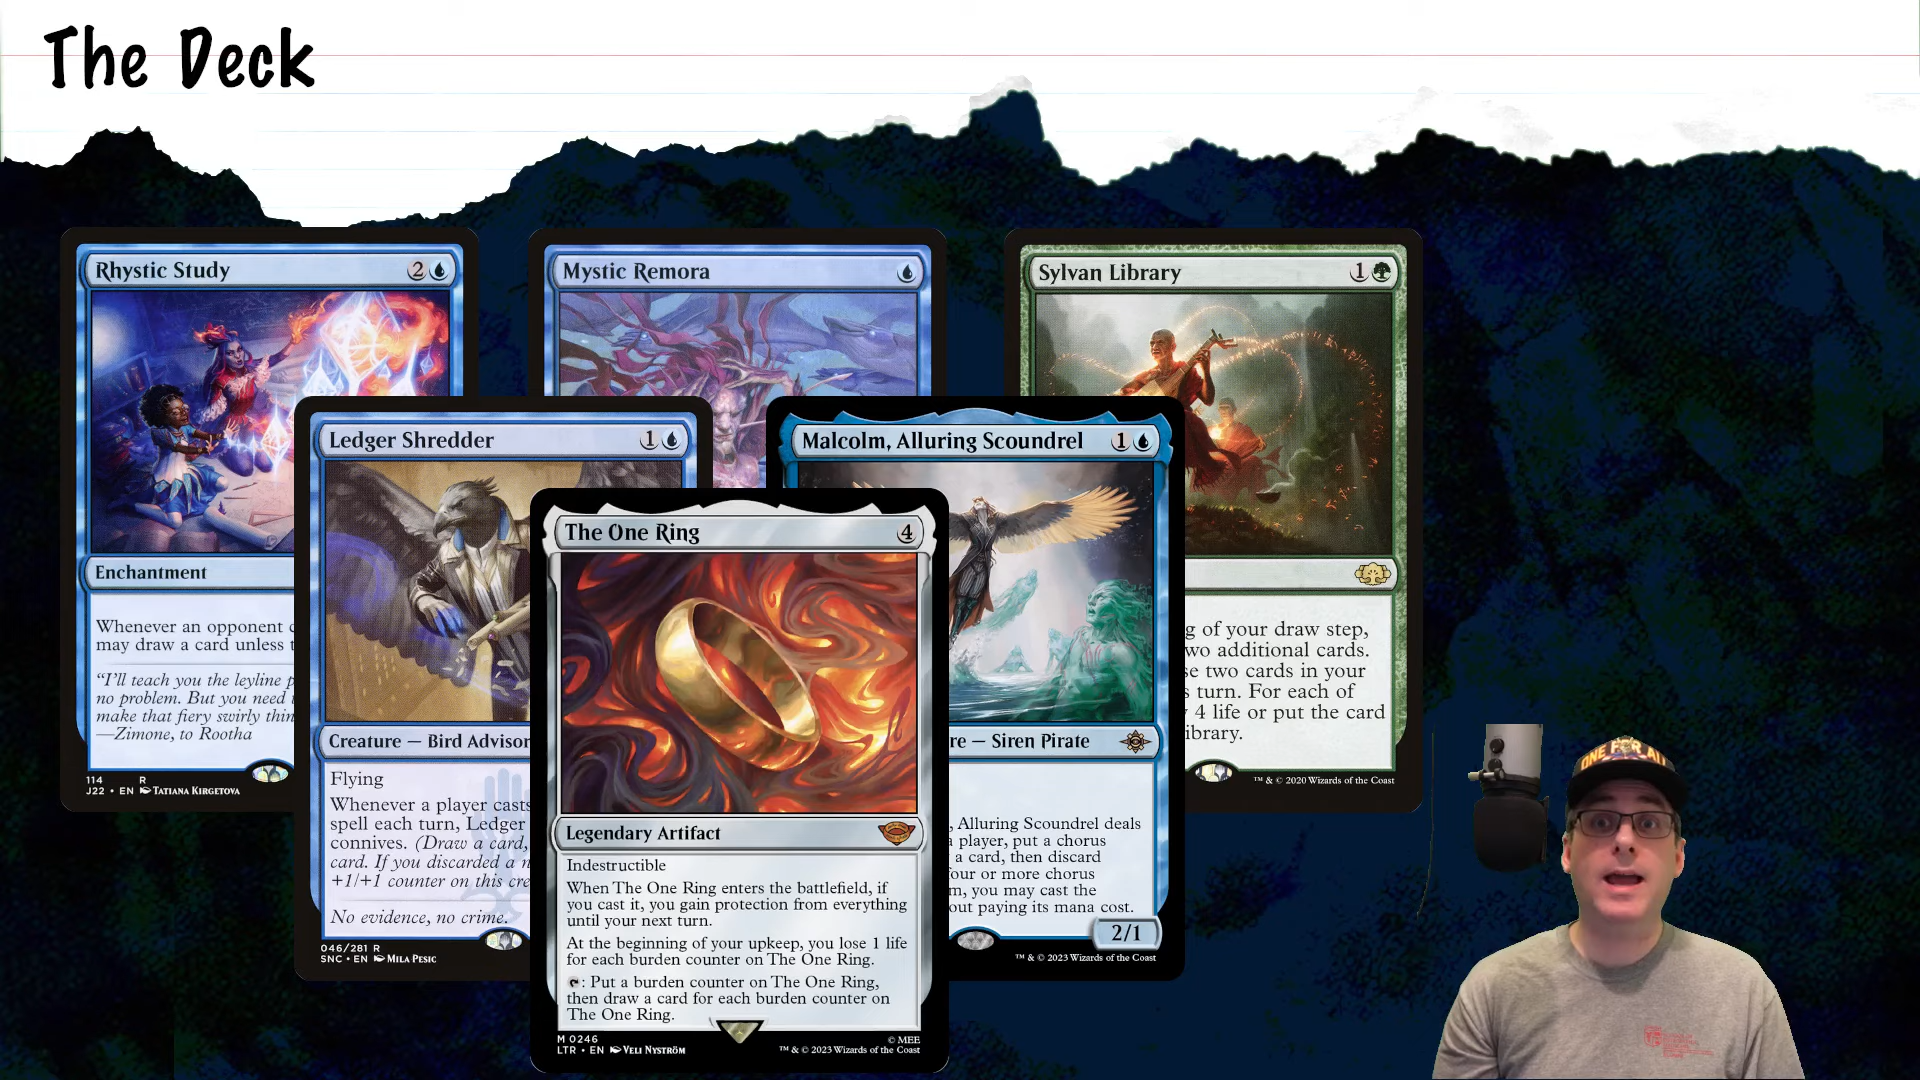 The Deck
Rhystic Study 2
Enchantment
Whenever an opponent
may draw a card unless
"I'll teach you the leyline
no problem. But you need
make that fiery swirly thin
—Zimone, to Rootha
114 R
J22 • EN Tatiana Kirgetova
Mystic Remora
Sylvan Library 1
of your draw step,
two additional cards.
two cards in your
turn. For each of
4 life or put the card
library.
™ & © 2020 Wizards of the Coast
Ledger Shredder 1
Creature — Bird Advisor
Flying
Whenever a player casts
spell each turn, Ledger
connives. (Draw a card,
card. If you discarded a n
+1/+1 counter on this cre
No evidence, no crime.
046/281 R
SNC • EN Mila Pesic
Malcolm, Alluring Scoundrel 1
re — Siren Pirate
, Alluring Scoundrel deals
a player, put a chorus
a card, then discard
four or more chorus
m, you may cast the
out paying its mana cost.
2/1
™ & © 2023 Wizards of the Coast
The One Ring 4
Legendary Artifact
Indestructible
When The One Ring enters the battlefield, if
you cast it, you gain protection from everything
until your next turn.
At the beginning of your upkeep, you lose 1 life
for each burden counter on The One Ring.
: Put a burden counter on The One Ring,
then draw a card for each burden counter on
The One Ring.
M 0246
LTR • EN Veli Nyström
© MEE
™ & © 2023 Wizards of the Coast
ONE FOR ALL